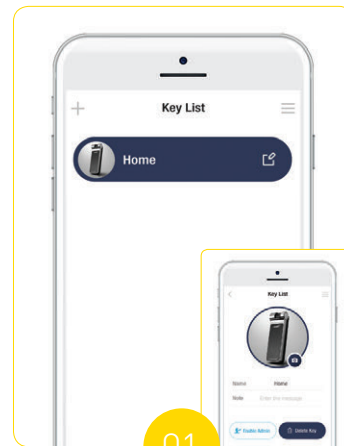 Key List
Home
Key List
Name Home
Note Enter the message
Enable Admin Delete Key
01